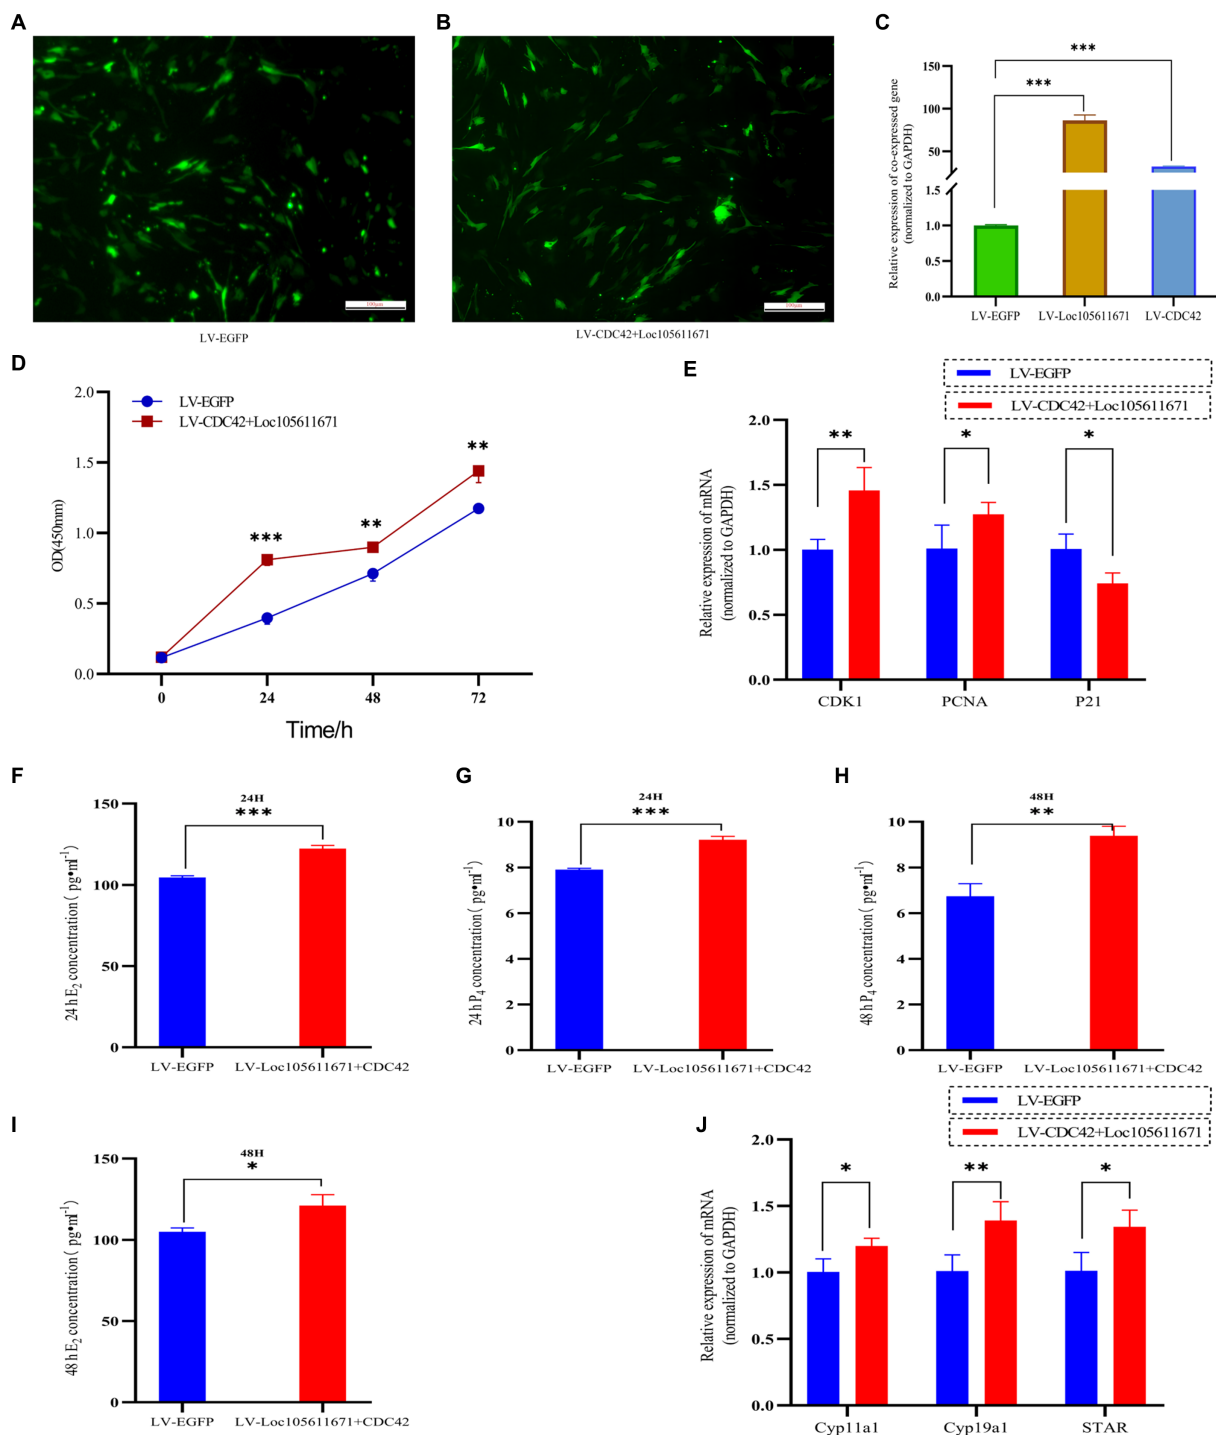 A
B
C
100μm
100μm
LV-EGFP
LV-CDC42+Loc105611671
Relative expression of co-expressed gene
(normalized to GAPDH)
150
100
50
1.5
1.0
0.5
0.0
***
***
LV-EGFP
LV-Loc105611671
LV-CDC42
D
LV-EGFP
LV-CDC42+Loc105611671
OD(450mm)
2.0
1.5
1.0
0.5
0.0
***
**
**
0
24
48
72
Time/h
E
LV-EGFP
LV-CDC42+Loc105611671
Relative expression of mRNA
(normalized to GAPDH)
2.0
1.5
1.0
0.5
0.0
**
*
*
CDK1
PCNA
P21
F
24H
***
24 h E2 concentration( pg•ml-1)
150
100
50
0
LV-EGFP
LV-Loc105611671+CDC42
G
24H
***
24 h P4 concentration( pg•ml-1)
10
8
6
4
2
0
LV-EGFP
LV-Loc105611671+CDC42
H
48H
**
48 h P4 concentration( pg•ml-1)
10
8
6
4
2
0
LV-EGFP
LV-Loc105611671+CDC42
I
48H
*
48 h E2 concentration( pg•ml-1)
150
100
50
0
LV-EGFP
LV-Loc105611671+CDC42
J
LV-EGFP
LV-CDC42+Loc105611671
Relative expression of mRNA
(normalized to GAPDH)
2.0
1.5
1.0
0.5
0.0
*
**
*
Cyp11a1
Cyp19a1
STAR